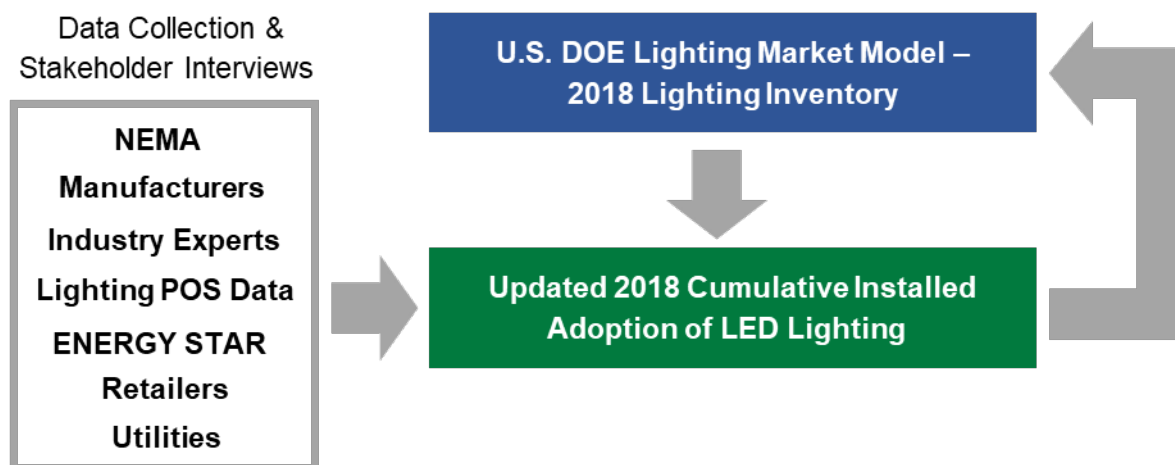 Data Collection &
Stakeholder Interviews
NEMA
Manufacturers
Industry Experts
Lighting POS Data
ENERGY STAR
Retailers
Utilities
U.S. DOE Lighting Market Model –
2018 Lighting Inventory
Updated 2018 Cumulative Installed
Adoption of LED Lighting